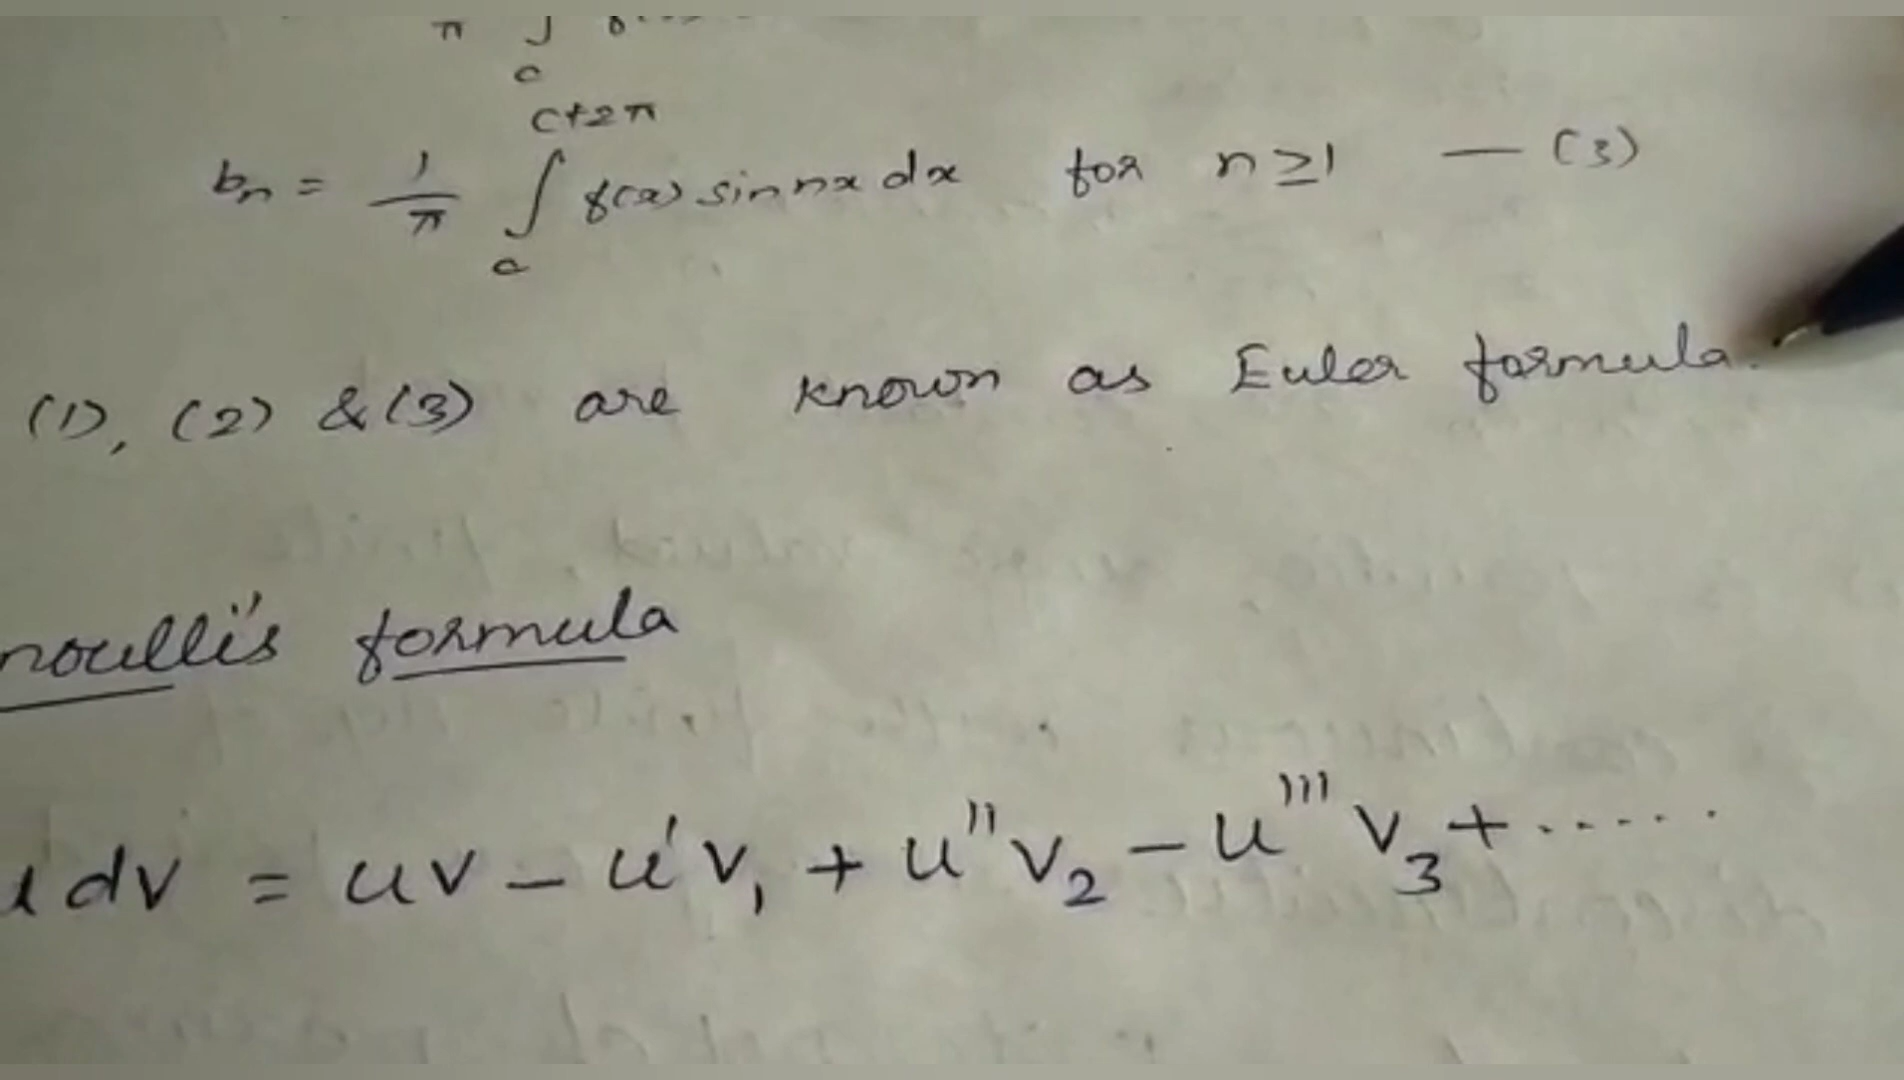 π ∫
c
c+2π
bn = 1/π ∫ f(x) sin nx dx for n ≥ 1 — (3)
c
(1), (2) & (3) are known as Euler formula.
noulli's formula
dv = uv - u'v₁ + u''v₂ - u'''v₃ + .....